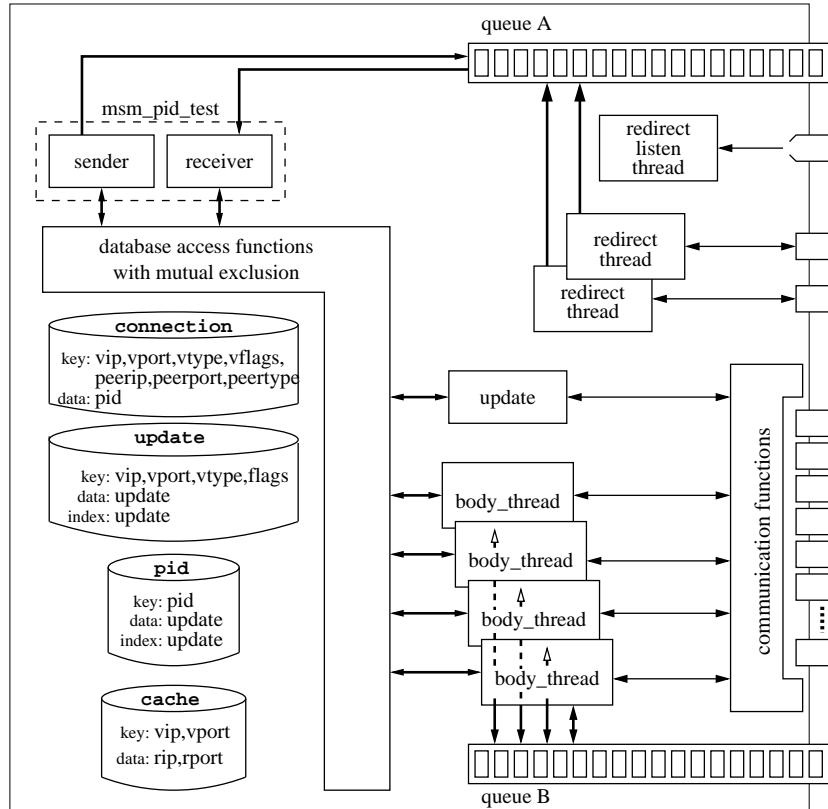 queue A
msm_pid_test
sender
receiver
redirect
listen
thread
database access functions
with mutual exclusion
redirect
thread
redirect
thread
connection
key: vip,vport,vtype,vflags,
peerip,peerport,peertype
data: pid
update
update
key: vip,vport,vtype,flags
data: update
index: update
body_thread
body_thread
body_thread
body_thread
communication functions
pid
key: pid
data: update
index: update
cache
key: vip,vport
data: rip,rport
queue B